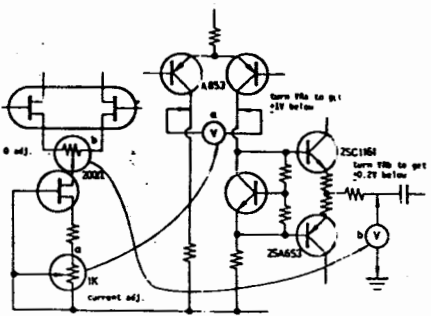 A853
turn VRa to get
±1V below
a
V
b
0 adj.
200Ω
2SC1161
turn VRb to get
±0.2V below
V
b
2SA653
a
1K
current adj.